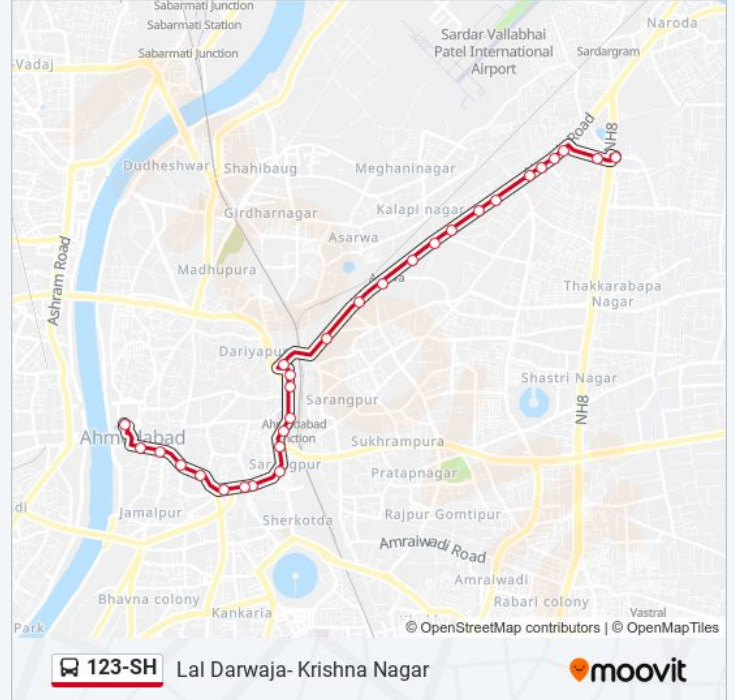 Sabarmati Junction
Sabarmati Station
Sabarmati Junction
Vadaj
Sardar Vallabhai
Patel International
Airport
Naroda
Sardargram
Road
NH8
Dudheshwar
Shahibaug
Meghaninagar
Girdharnagar
Kalapi nagar
Asarwa
Madhupura
Ashram Road
Thakkarabapa
Nagar
Dariyapur
Shastri Nagar
NH8
Sarangpur
Ahmedabad
Sukhrampura
Pratapnagar
Jamalpur
Sherkotda
Rajpur Gomtipur
Amraiwadi Road
Amraiwadi
Rabari colony
Bhavna colony
Kankaria
Vastral
Park
© OpenStreetMap contributors | © OpenMapTiles
123-SH Lal Darwaja- Krishna Nagar
moovit